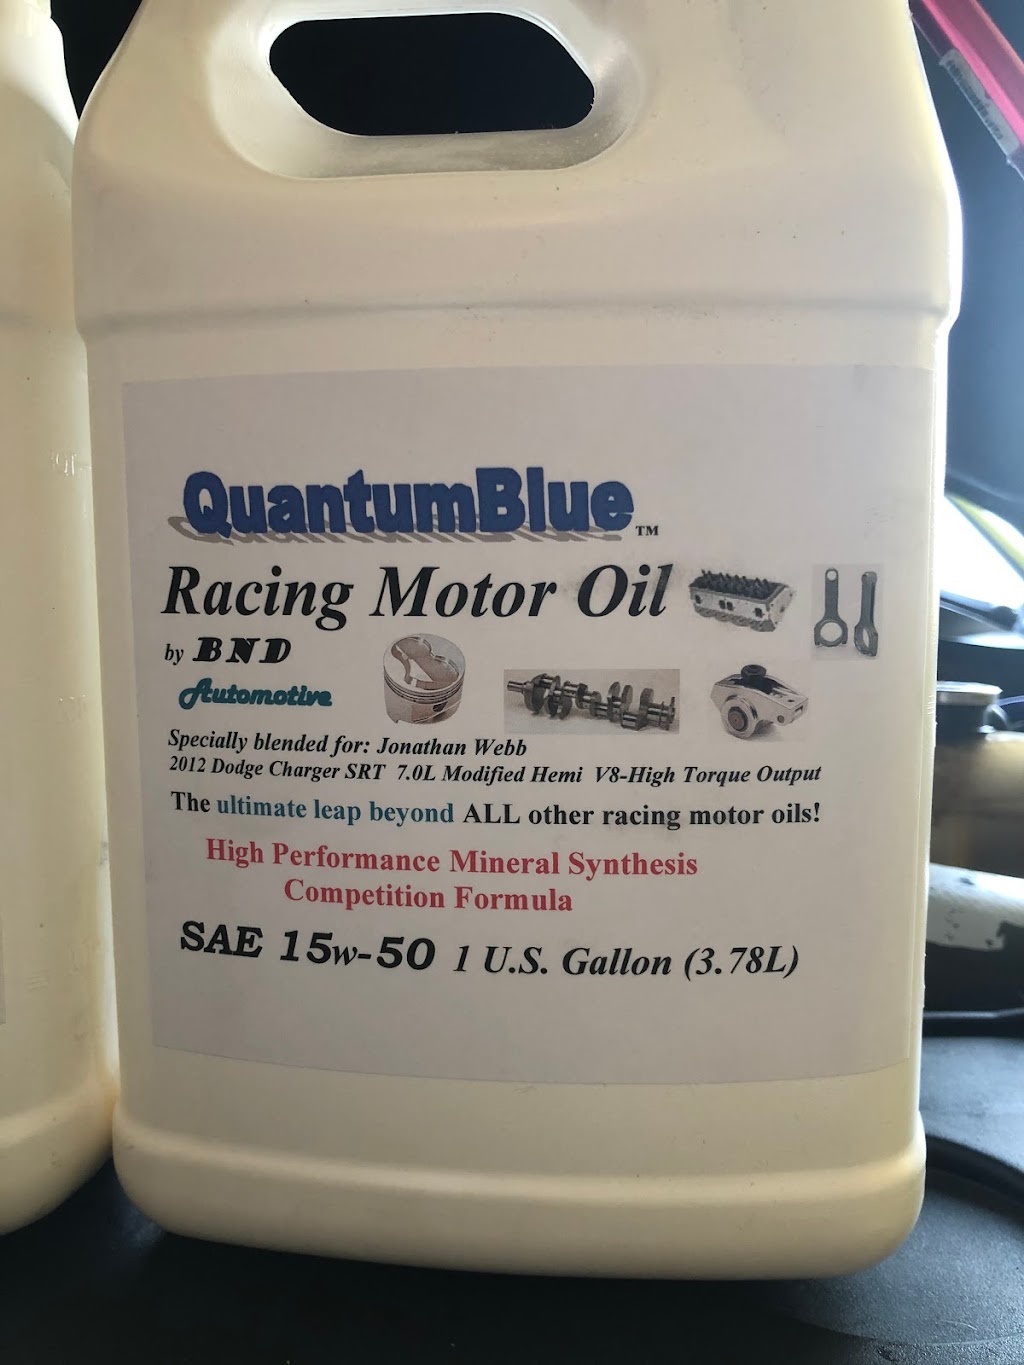 QuantumBlue™
Racing Motor Oil
by BND
Automotive
Specially blended for: Jonathan Webb
2012 Dodge Charger SRT 7.0L Modified Hemi V8-High Torque Output
The ultimate leap beyond ALL other racing motor oils!
High Performance Mineral Synthesis
Competition Formula
SAE 15w-50 1 U.S. Gallon (3.78L)